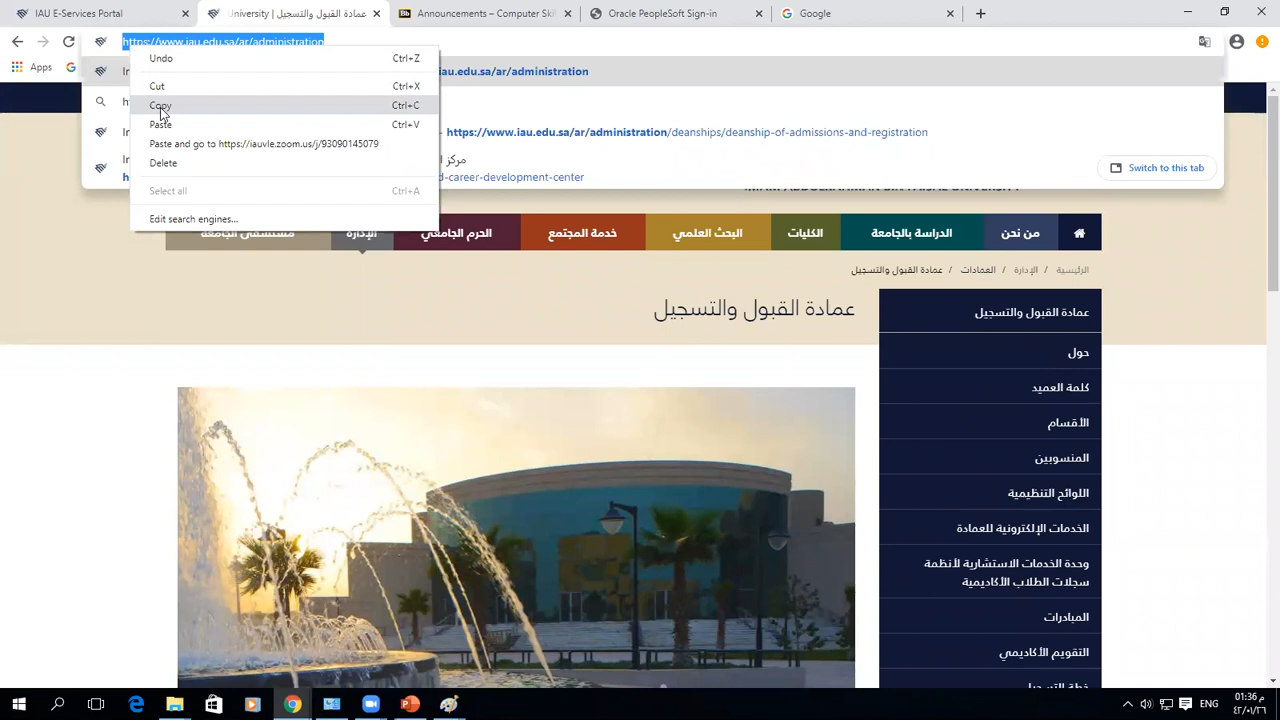 IAU E-Services Portal
University | عمادة القبول والتسجيل
Announcements – Computer Skil
Oracle PeopleSoft Sign-in
Google
https://www.iau.edu.sa/ar/administration
iau.edu.sa/ar/administration
Apps
Undo Ctrl+Z
Cut Ctrl+X
Copy Ctrl+C
Paste Ctrl+V
Paste and go to https://iauvle.zoom.us/j/93090145079
Delete
Select all Ctrl+A
Edit search engines...
- https://www.iau.edu.sa/ar/administration/deanships/deanship-of-admissions-and-registration
مركز
d-career-development-center
Switch to this tab
من نحن
الدراسة بالجامعة
الكليات
البحث العلمي
خدمة المجتمع
الحرم الجامعي
الإدارة
مستشفى الجامعة
الرئيسية / الإدارة / العمادات / عمادة القبول والتسجيل
عمادة القبول والتسجيل
عمادة القبول والتسجيل
حول
كلمة العميد
الأقسام
المنسوبين
اللوائح التنظيمية
الخدمات الإلكترونية للعمادة
وحدة الخدمات الاستشارية لأنظمة
سجلات الطلاب الأكاديمية
المبادرات
التقويم الأكاديمي
ENG